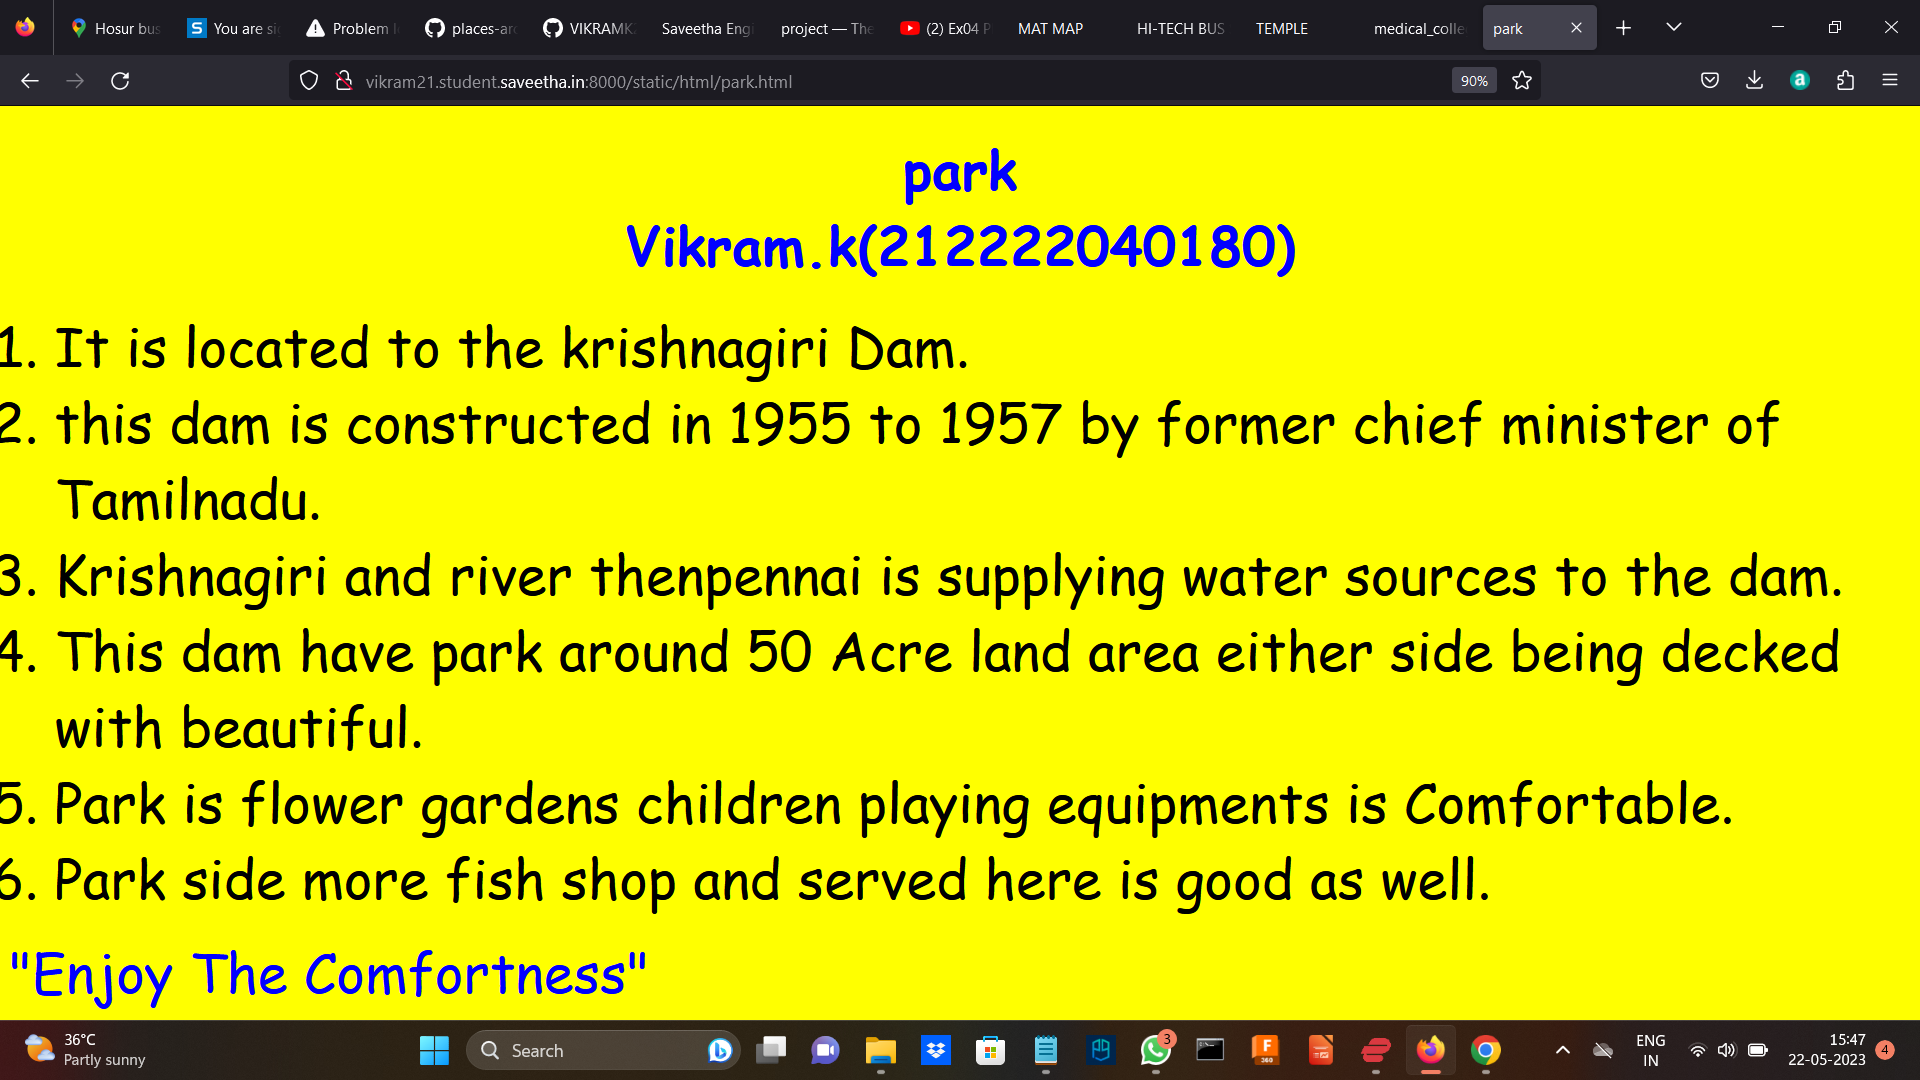 Hosur bus
You are si
Problem l
places-aro
VIKRAMK
Saveetha Engi
project — The
(2) Ex04 P
MAT MAP
HI-TECH BUS
TEMPLE
medical_colle
park
vikram21.student.saveetha.in:8000/static/html/park.html
90%
park
Vikram.k(212222040180)
1. It is located to the krishnagiri Dam.
2. this dam is constructed in 1955 to 1957 by former chief minister of
Tamilnadu.
3. Krishnagiri and river thenpennai is supplying water sources to the dam.
4. This dam have park around 50 Acre land area either side being decked
with beautiful.
5. Park is flower gardens children playing equipments is Comfortable.
6. Park side more fish shop and served here is good as well.
"Enjoy The Comfortness"
36°C
Partly sunny
Search
3
F
360
ENG
IN
15:47
22-05-2023
4